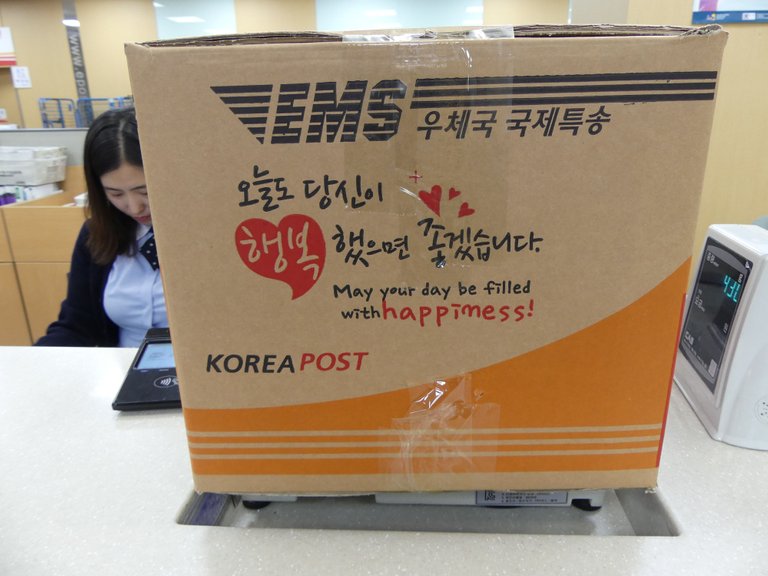 EMS 우체국 국제특송
오늘도 당신이
행복 했으면 좋겠습니다.
May your day be filled
with happiness!
KOREA POST